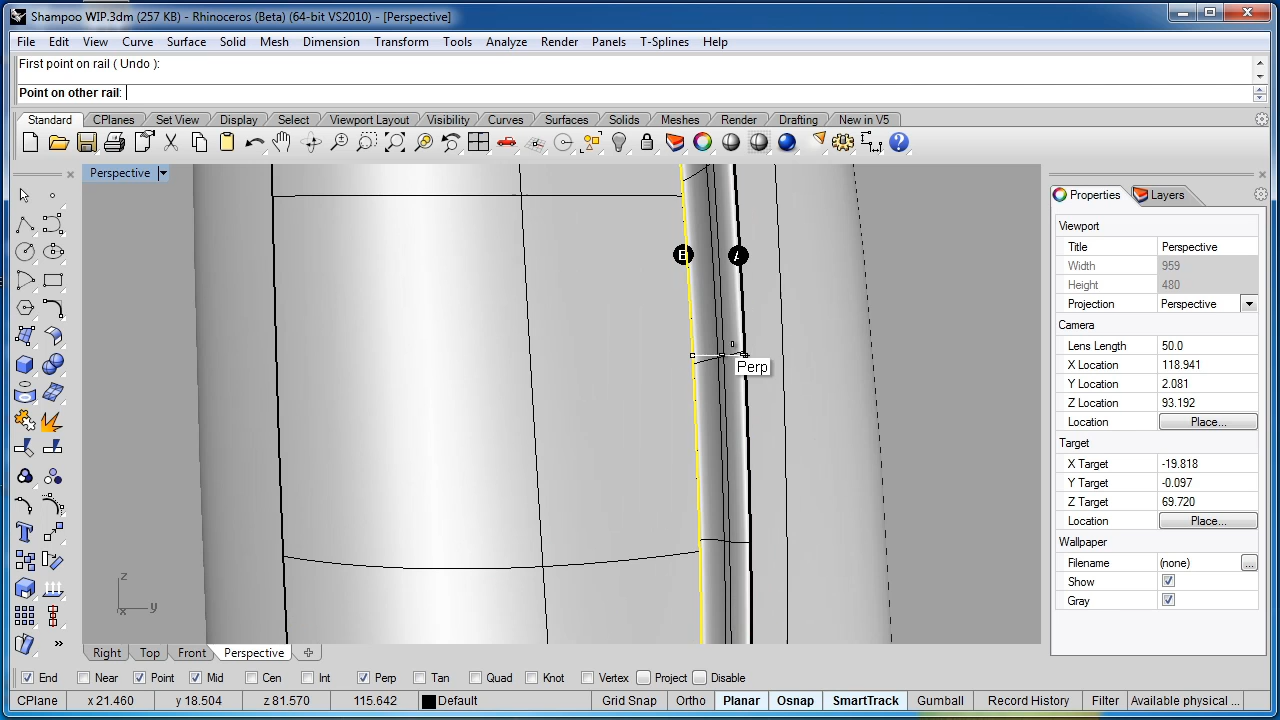 Shampoo WIP.3dm (257 KB) - Rhinoceros (Beta) (64-bit VS2010) - [Perspective]
File Edit View Curve Surface Solid Mesh Dimension Transform Tools Analyze Render Panels T-Splines Help
First point on rail ( Undo ):
Point on other rail:
Standard CPlanes Set View Display Select Viewport Layout Visibility Curves Surfaces Solids Meshes Render Drafting New in V5
Perspective
Properties Layers
Viewport
Title Perspective
Width 959
Height 480
Projection Perspective
Camera
Lens Length 50.0
X Location 118.941
Y Location 2.081
Z Location 93.192
Location Place...
Target
X Target -19.818
Y Target -0.097
Z Target 69.720
Location Place...
Wallpaper
Filename (none) ...
Show
Gray
B A
Perp
z
x y
Right Top Front Perspective
End Near Point Mid Cen Int Perp Tan Quad Knot Vertex Project Disable
CPlane x 21.460 y 18.504 z 81.570 115.642 Default Grid Snap Ortho Planar Osnap SmartTrack Gumball Record History Filter Available physical ...